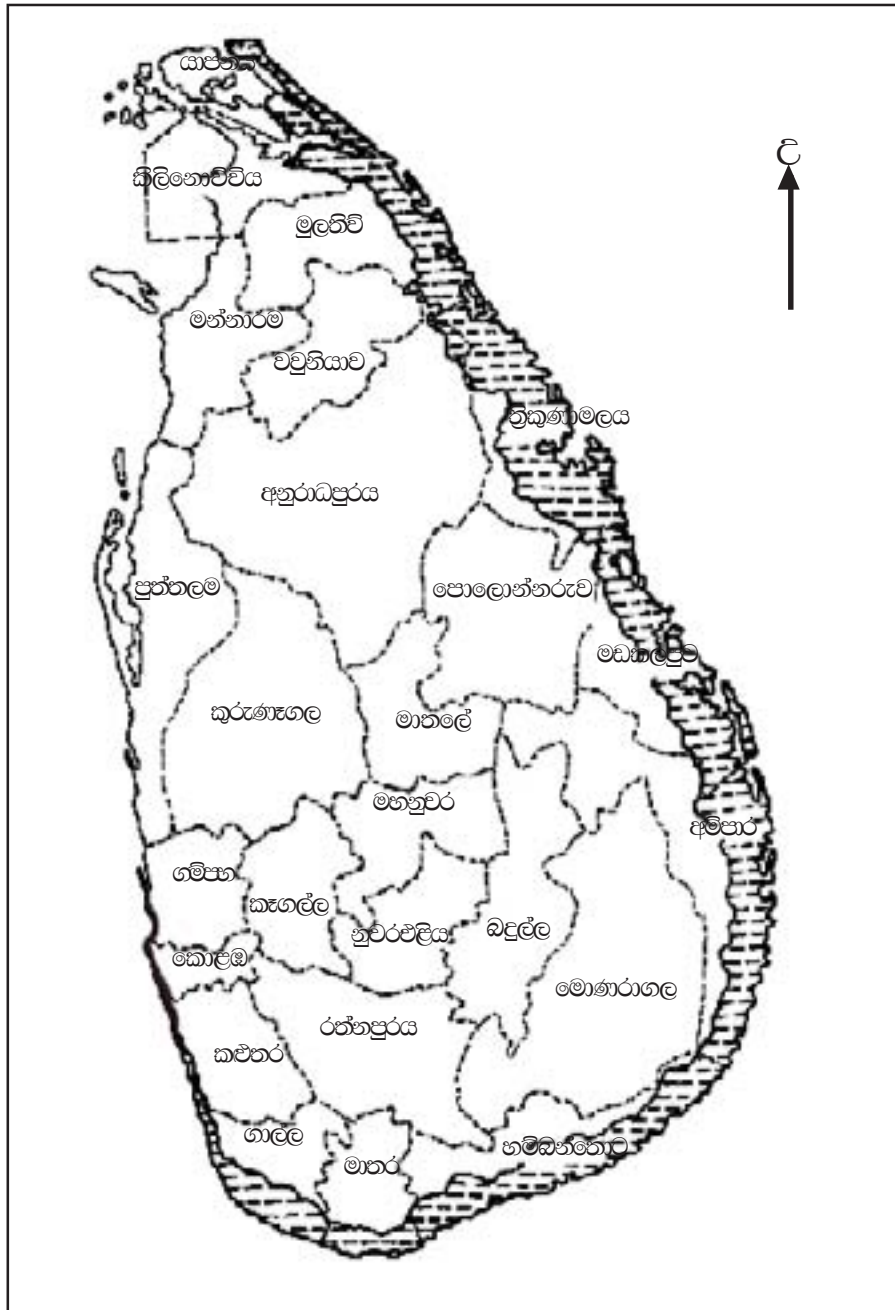 යාපනය
උ
කිලිනොච්චිය
මුලතිව්
මන්නාරම
වවුනියාව
ත්‍රිකුණාමලය
අනුරාධපුරය
පුත්තලම
පොලොන්නරුව
මඩකලපුව
කුරුණෑගල
මාතලේ
මහනුවර
අම්පාර
ගම්පහ
කෑගල්ල
නුවරඑළිය
බදුල්ල
කොළඹ
මොණරාගල
රත්නපුරය
කළුතර
ගාල්ල
මාතර
හම්බන්තොට